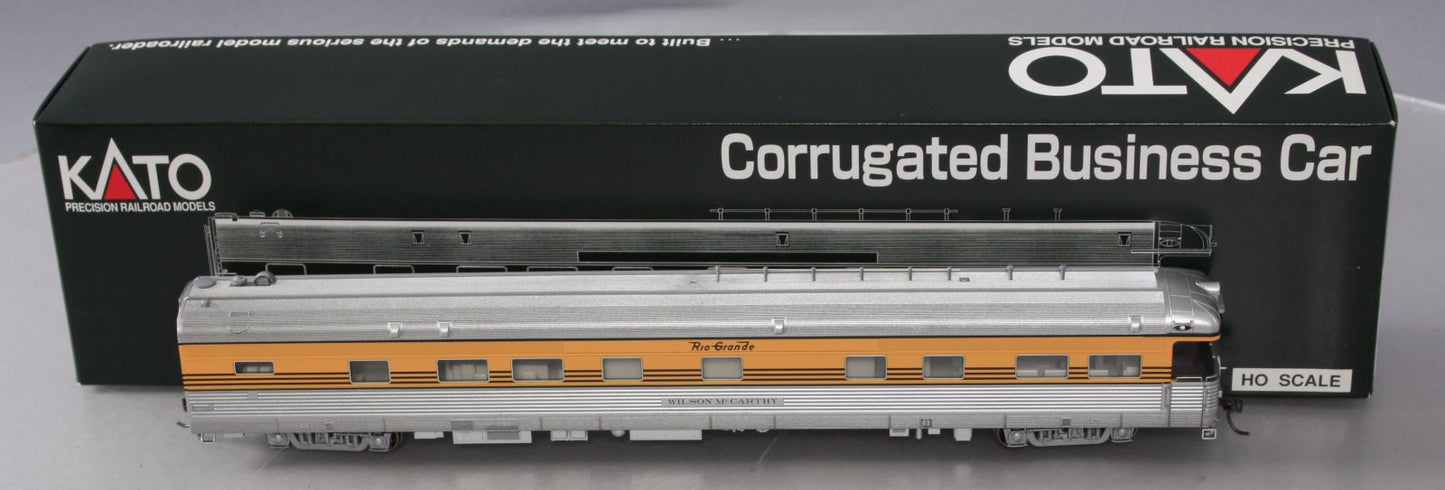 ... Built to meet the demands of the serious model railroader.
KATO
PRECISION RAILROAD MODELS
Corrugated Business Car
KATO
PRECISION RAILROAD MODELS
Rio Grande
WILSON McCARTHY
HO SCALE